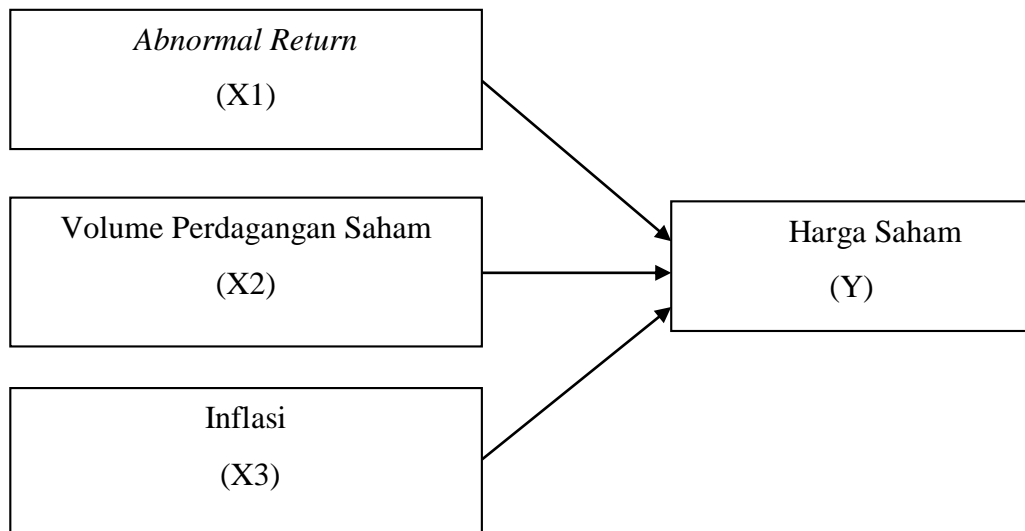 Abnormal Return
(X1)
Volume Perdagangan Saham
(X2)
Harga Saham
(Y)
Inflasi
(X3)